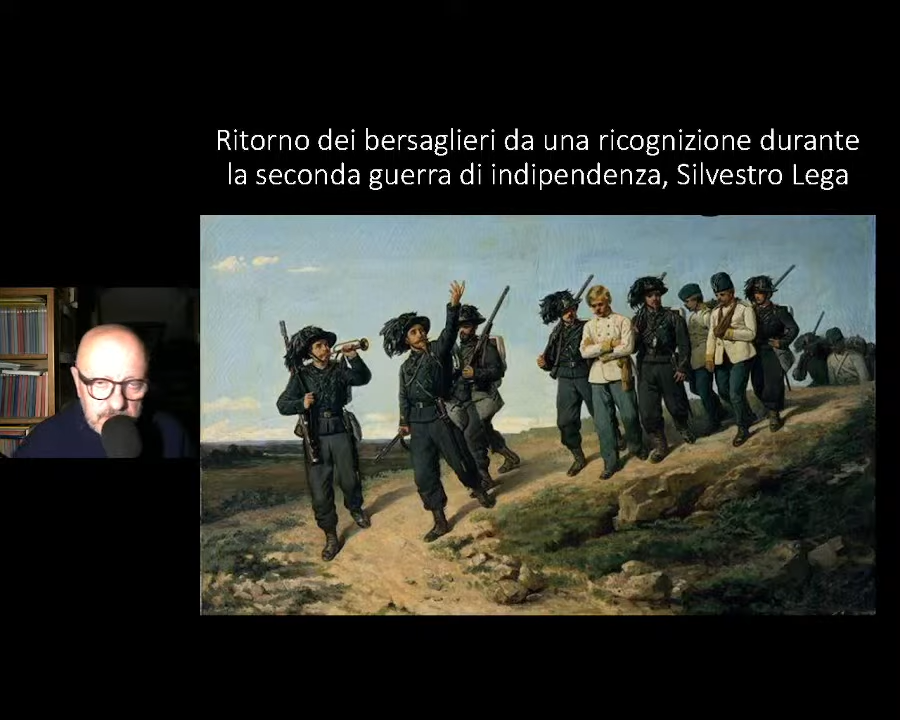 Ritorno dei bersaglieri da una ricognizione durante
la seconda guerra di indipendenza, Silvestro Lega